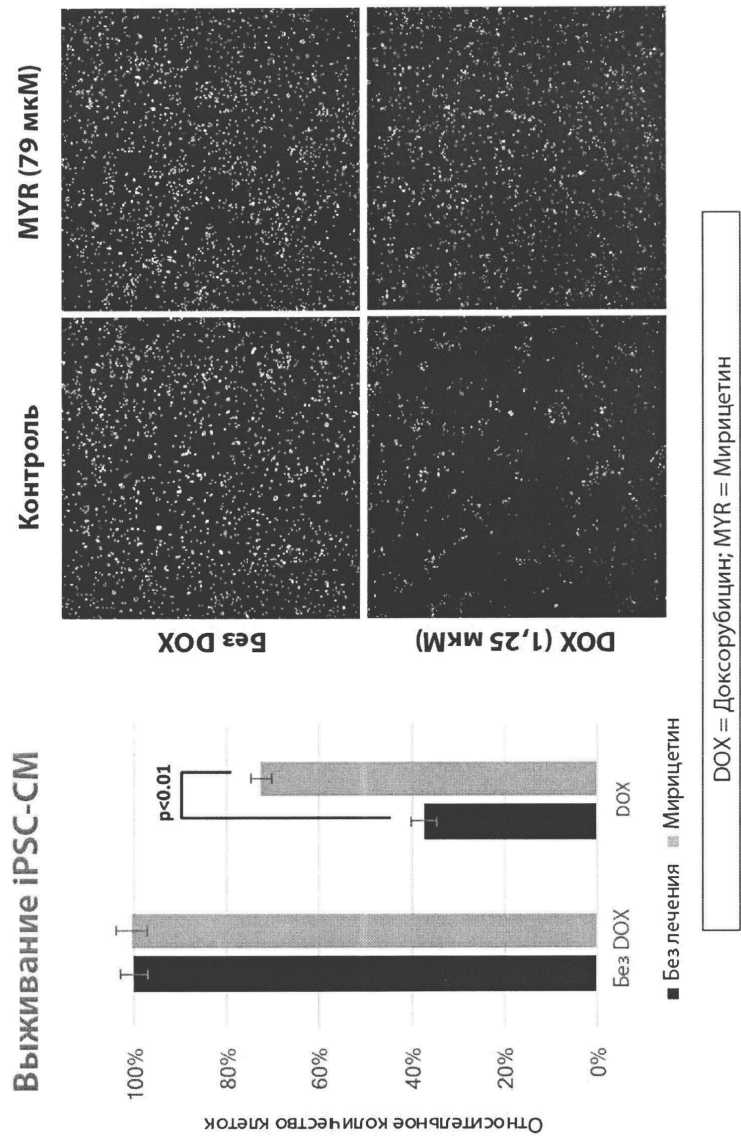 Выживание iPSC-CM
Относительное количество клеток
100%
80%
60%
40%
20%
0%
p<0.01
Без DOX
DOX
Без лечения
Мирицетин
Контроль
MYR (79 мкМ)
Без DOX
DOX (1,25 мкМ)
DOX = Доксорубицин; MYR = Мирицетин